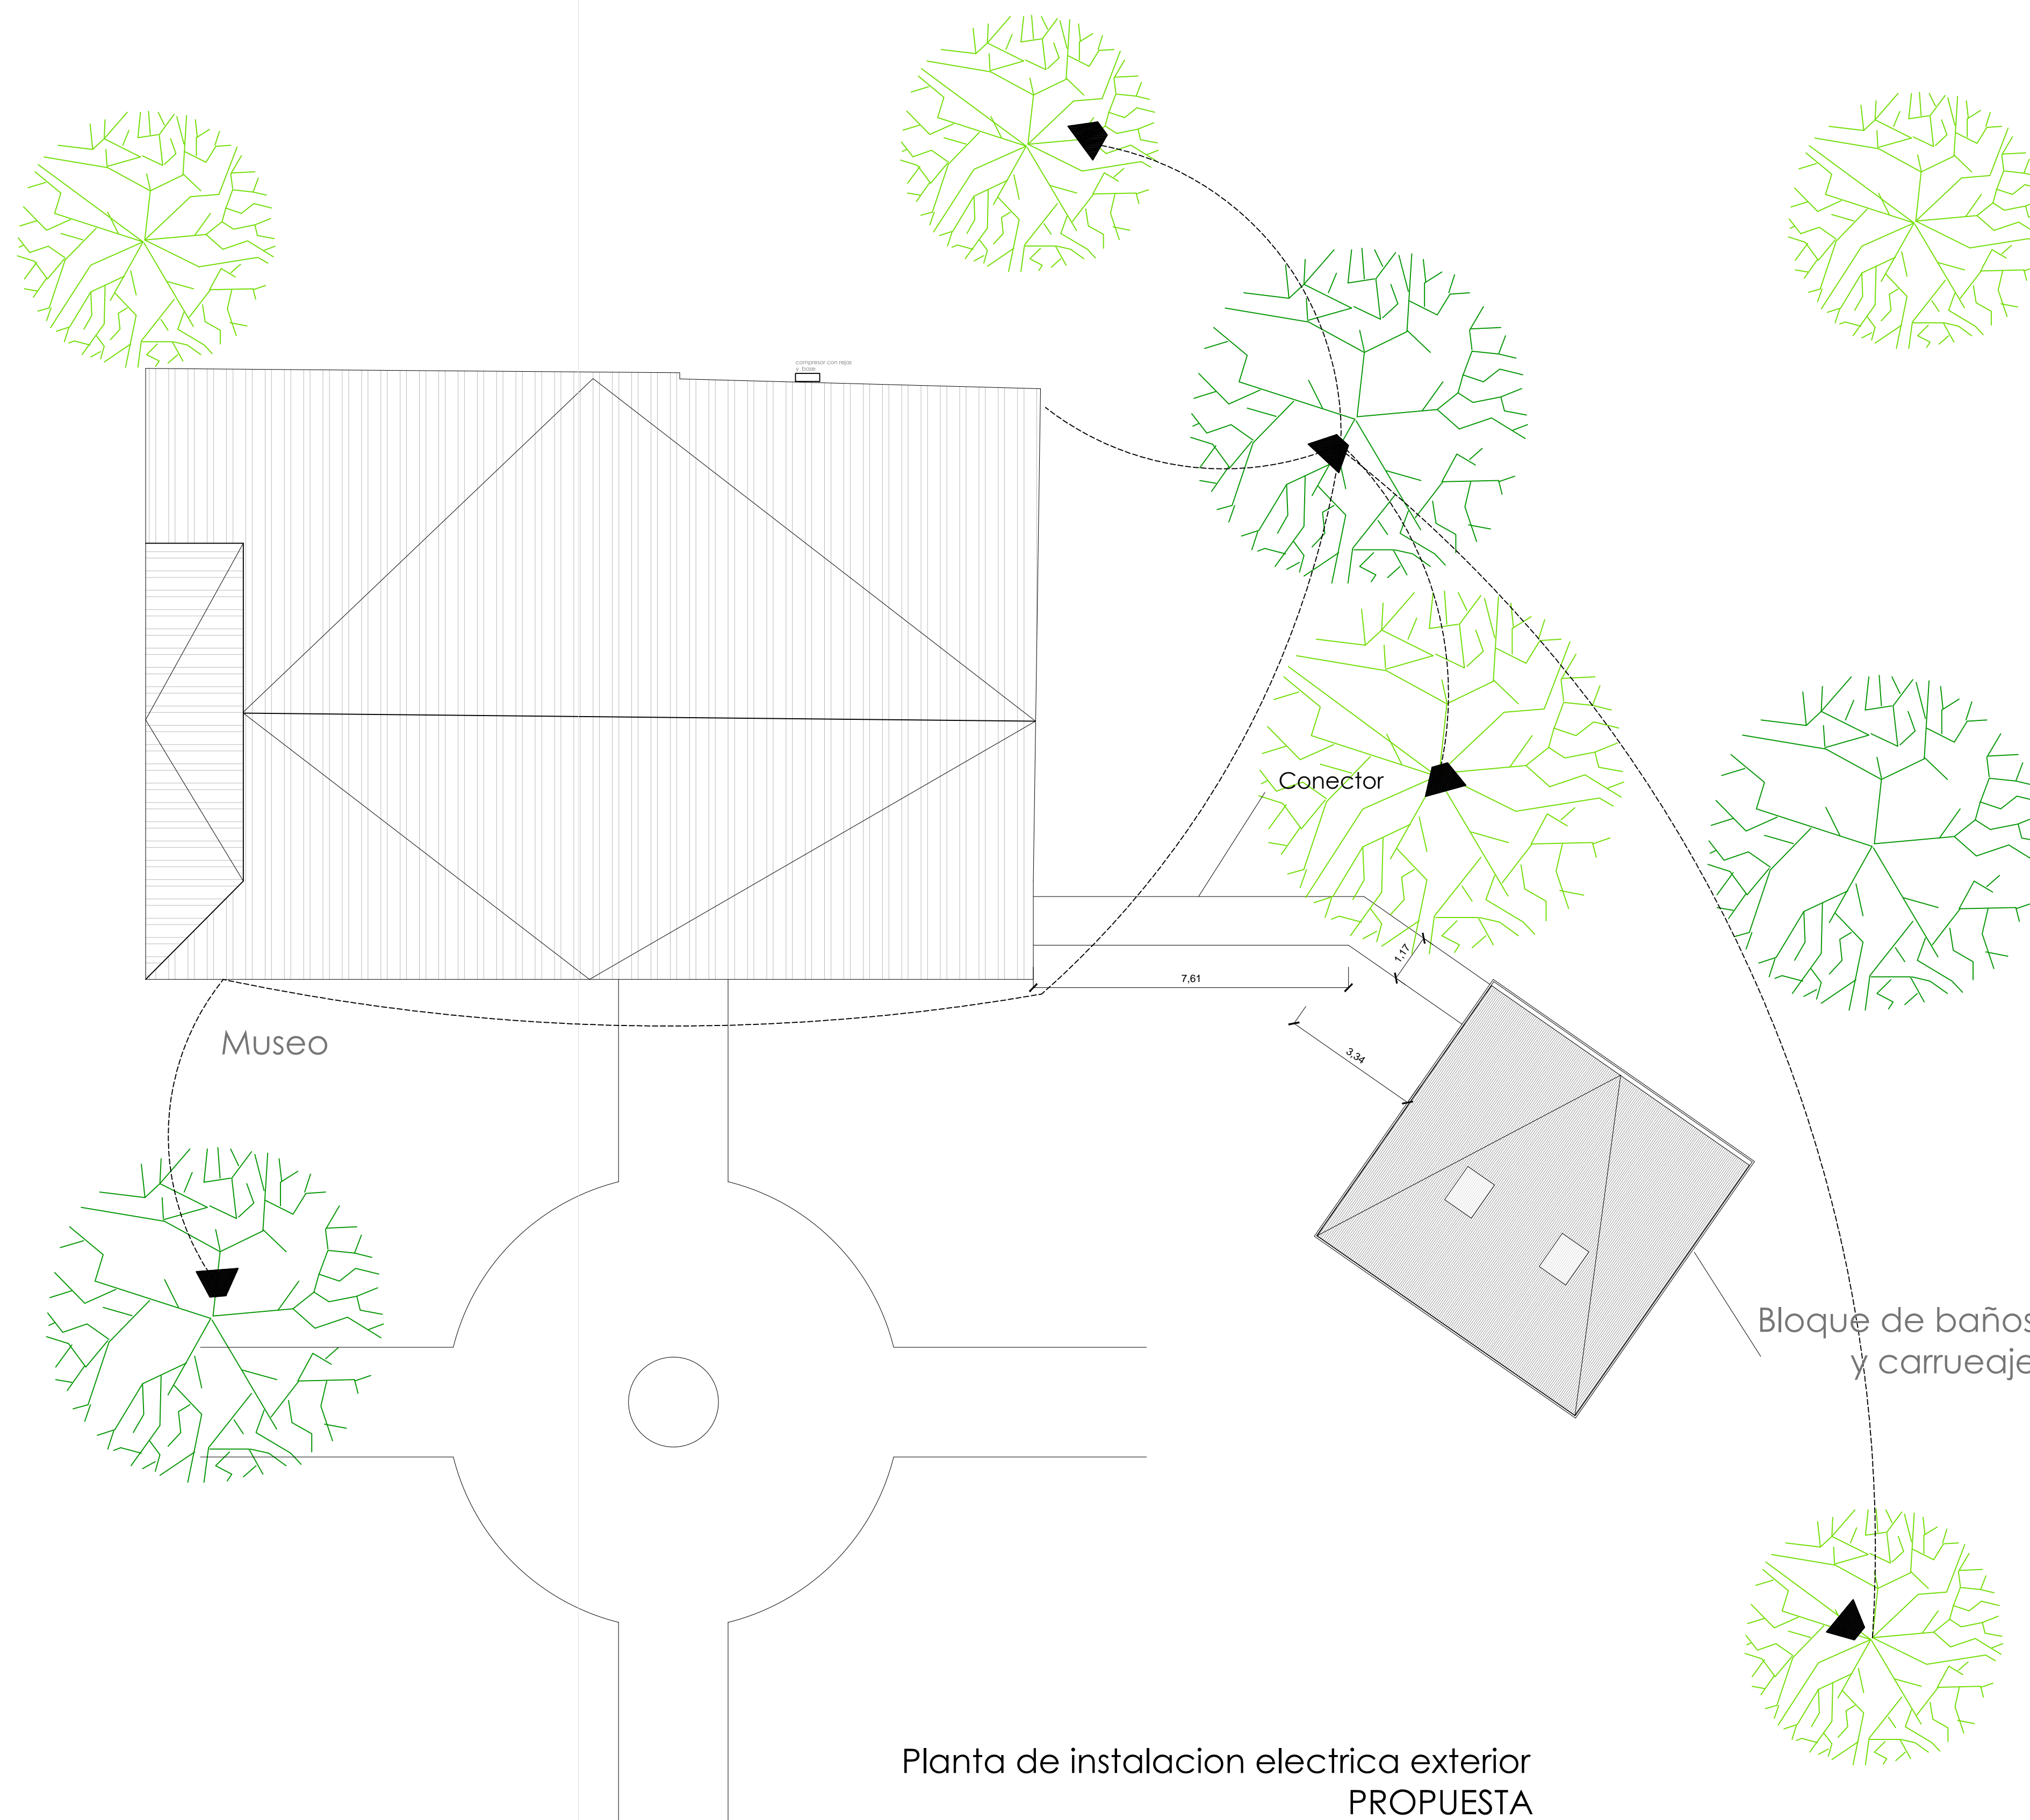 compresor con rejas
y base
Conector
1,17
7,61
3,34
Museo
Bloque de baños
y carrueaje
Planta de instalacion electrica exterior
PROPUESTA